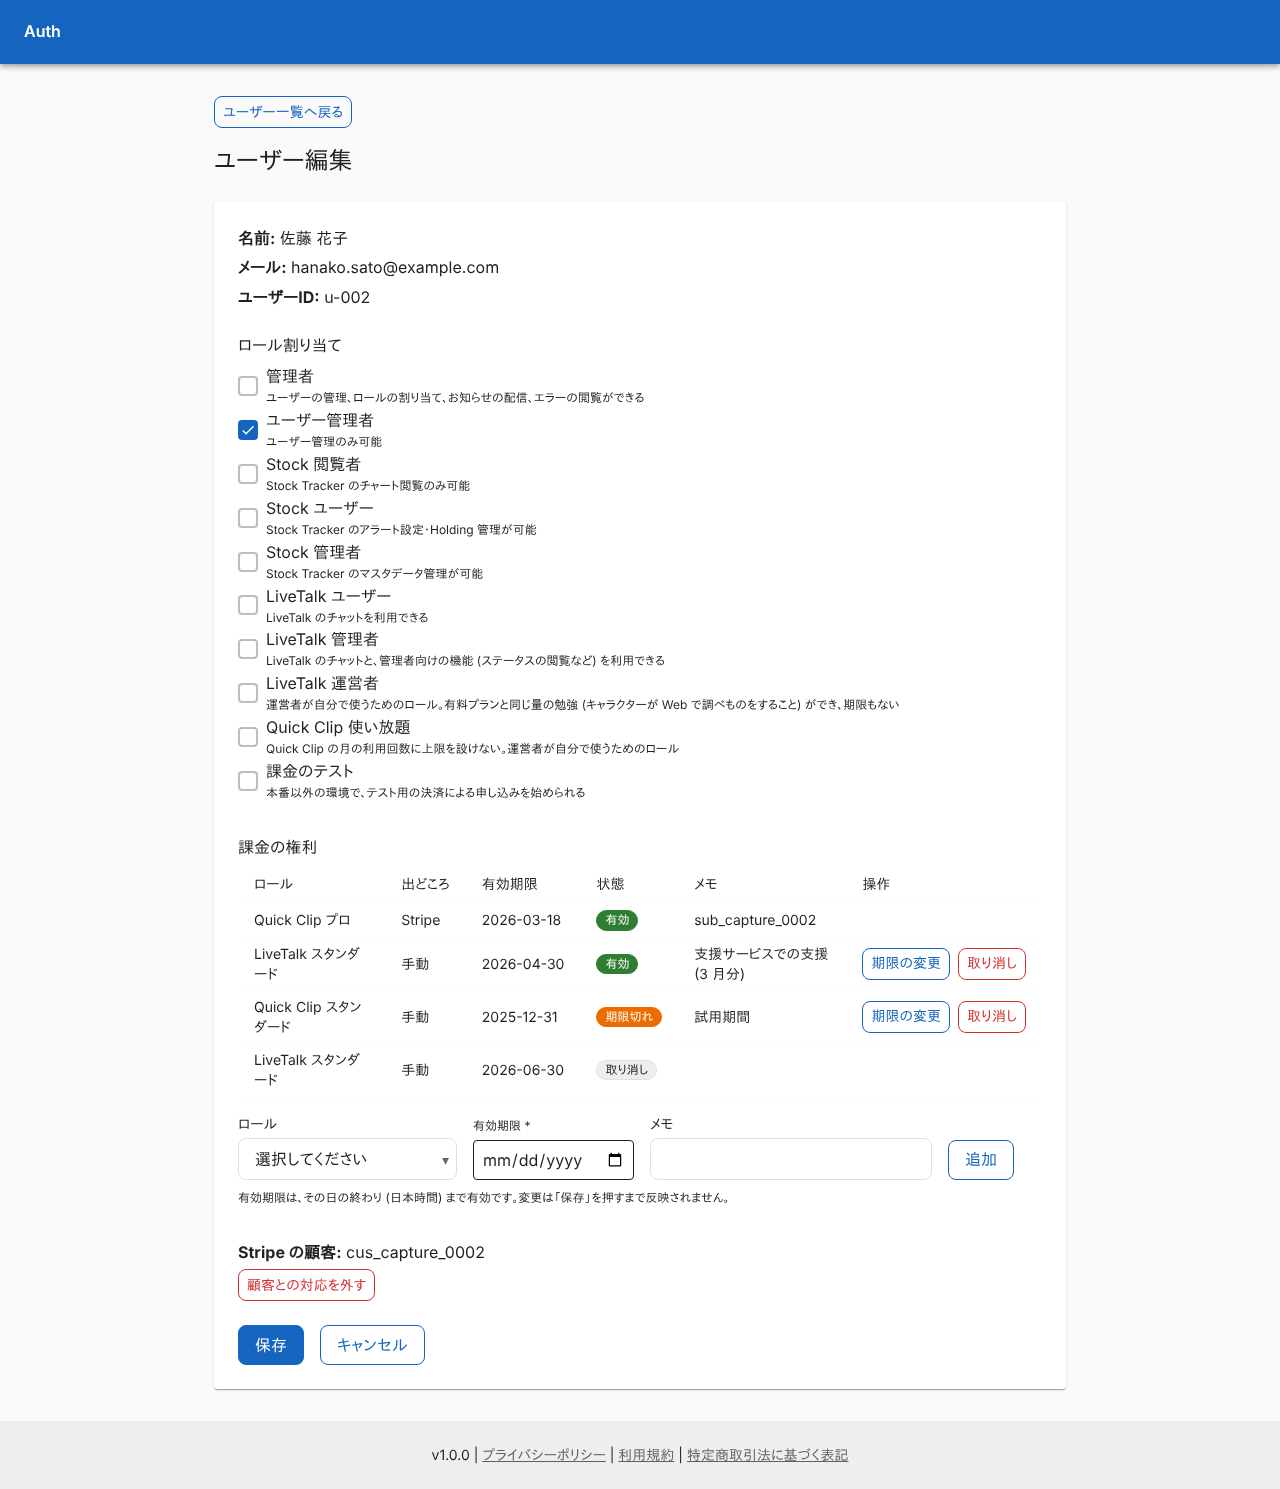 Auth
ユーザー一覧へ戻る
ユーザー編集
名前: 佐藤 花子
メール: hanako.sato@example.com
ユーザーID: u-002
ロール割り当て
管理者
ユーザーの管理、ロールの割り当て、お知らせの配信、エラーの閲覧ができる
ユーザー管理者
ユーザー管理のみ可能
Stock 閲覧者
Stock Tracker のチャート閲覧のみ可能
Stock ユーザー
Stock Tracker のアラート設定・Holding 管理が可能
Stock 管理者
Stock Tracker のマスタデータ管理が可能
LiveTalk ユーザー
LiveTalk のチャットを利用できる
LiveTalk 管理者
LiveTalk のチャットと、管理者向けの機能 (ステータスの閲覧など) を利用できる
LiveTalk 運営者
運営者が自分で使うためのロール。有料プランと同じ量の勉強 (キャラクターが Web で調べものをすること) ができ、期限もない
Quick Clip 使い放題
Quick Clip の月の利用回数に上限を設けない。運営者が自分で使うためのロール
課金のテスト
本番以外の環境で、テスト用の決済による申し込みを始められる
課金の権利
ロール 出どころ 有効期限 状態 メモ 操作
Quick Clip プロ Stripe 2026-03-18 有効 sub_capture_0002
LiveTalk スタンダード 手動 2026-04-30 有効 支援サービスでの支援 (3 月分) 期限の変更 取り消し
Quick Clip スタンダード 手動 2025-12-31 期限切れ 試用期間 期限の変更 取り消し
LiveTalk スタンダード 手動 2026-06-30 取り消し
ロール 有効期限 * メモ
選択してください ▾ mm/dd/yyyy 追加
有効期限は、その日の終わり (日本時間) まで有効です。変更は「保存」を押すまで反映されません。
Stripe の顧客: cus_capture_0002
顧客との対応を外す
保存 キャンセル
v1.0.0 | プライバシーポリシー | 利用規約 | 特定商取引法に基づく表記